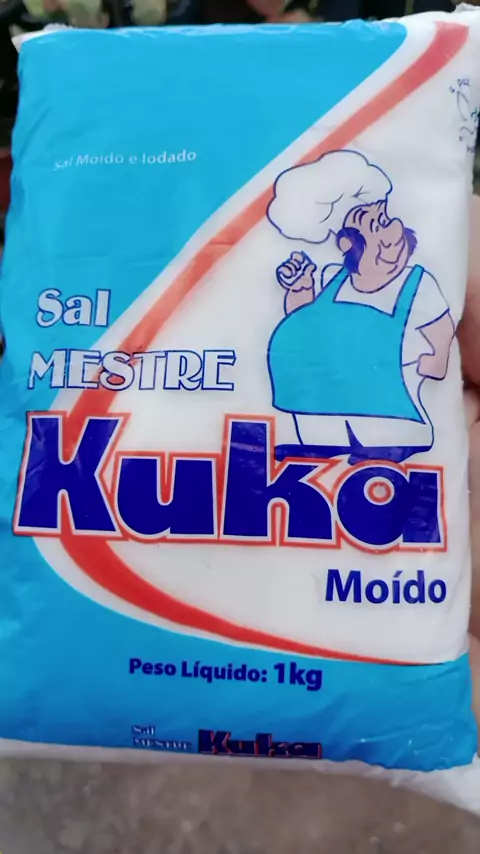 Sal Moído e Iodado
Sal
MESTRE
Kuka
Moído
Peso Líquido: 1kg
Sal
MESTRE
Kuka